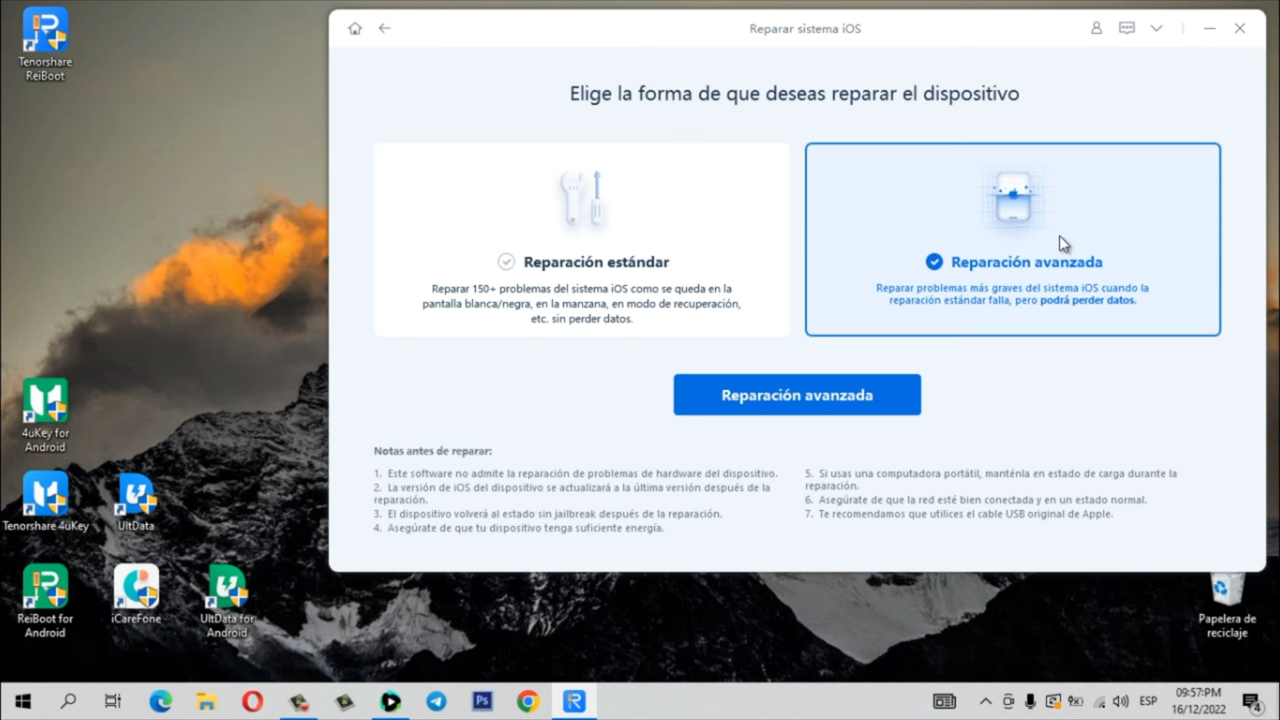 Tenorshare
ReiBoot
4uKey for
Android
Tenorshare 4uKey
UltData
ReiBoot for
Android
iCareFone
UltData for
Android
Reparar sistema iOS
Elige la forma de que deseas reparar el dispositivo
Reparación estándar
Reparar 150+ problemas del sistema iOS como se queda en la
pantalla blanca/negra, en la manzana, en modo de recuperación,
etc. sin perder datos.
Reparación avanzada
Reparar problemas más graves del sistema iOS cuando la
reparación estándar falla, pero podrá perder datos.
Reparación avanzada
Notas antes de reparar:
1. Este software no admite la reparación de problemas de hardware del dispositivo.
2. La versión de iOS del dispositivo se actualizará a la última versión después de la
reparación.
3. El dispositivo volverá al estado sin jailbreak después de la reparación.
4. Asegúrate de que tu dispositivo tenga suficiente energía.
5. Si usas una computadora portátil, manténla en estado de carga durante la
reparación.
6. Asegúrate de que la red esté bien conectada y en un estado normal.
7. Te recomendamos que utilices el cable USB original de Apple.
Papelera de
reciclaje
Ps
ESP
09:57:PM
16/12/2022
4